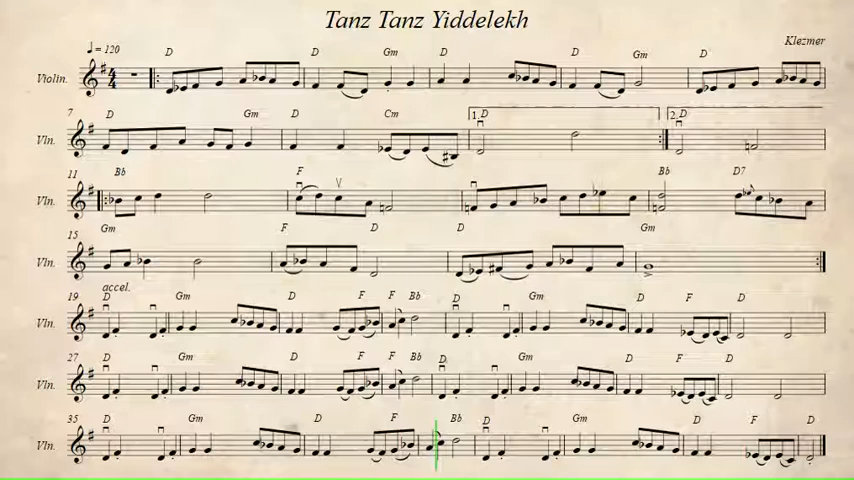 Tanz Tanz Yiddelekh
Klezmer
♩= 120
D D Gm D D Gm D
Violin.
7 D Gm D Cm 1. D 2. D
Vln.
11 Bb F Bb D7
Vln.
15 Gm F D D Gm
Vln.
accel.
19 D Gm D F F Bb D Gm D F D
Vln.
27 D Gm D F F Bb D Gm D F D
Vln.
35 D Gm D F Bb D Gm D F D
Vln.